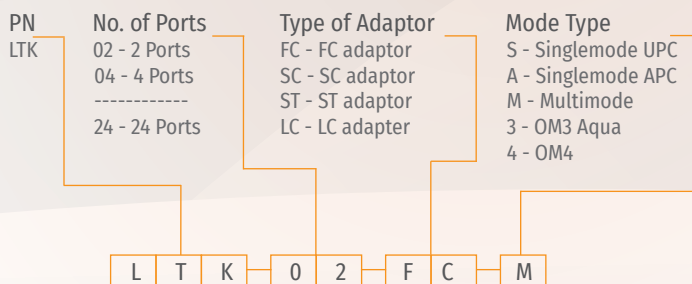 PN
LTK
No. of Ports
02 - 2 Ports
04 - 4 Ports
------------
24 - 24 Ports
Type of Adaptor
FC - FC adaptor
SC - SC adaptor
ST - ST adaptor
LC - LC adapter
Mode Type
S - Singlemode UPC
A - Singlemode APC
M - Multimode
3 - OM3 Aqua
4 - OM4
L T K - 0 2 - F C - M